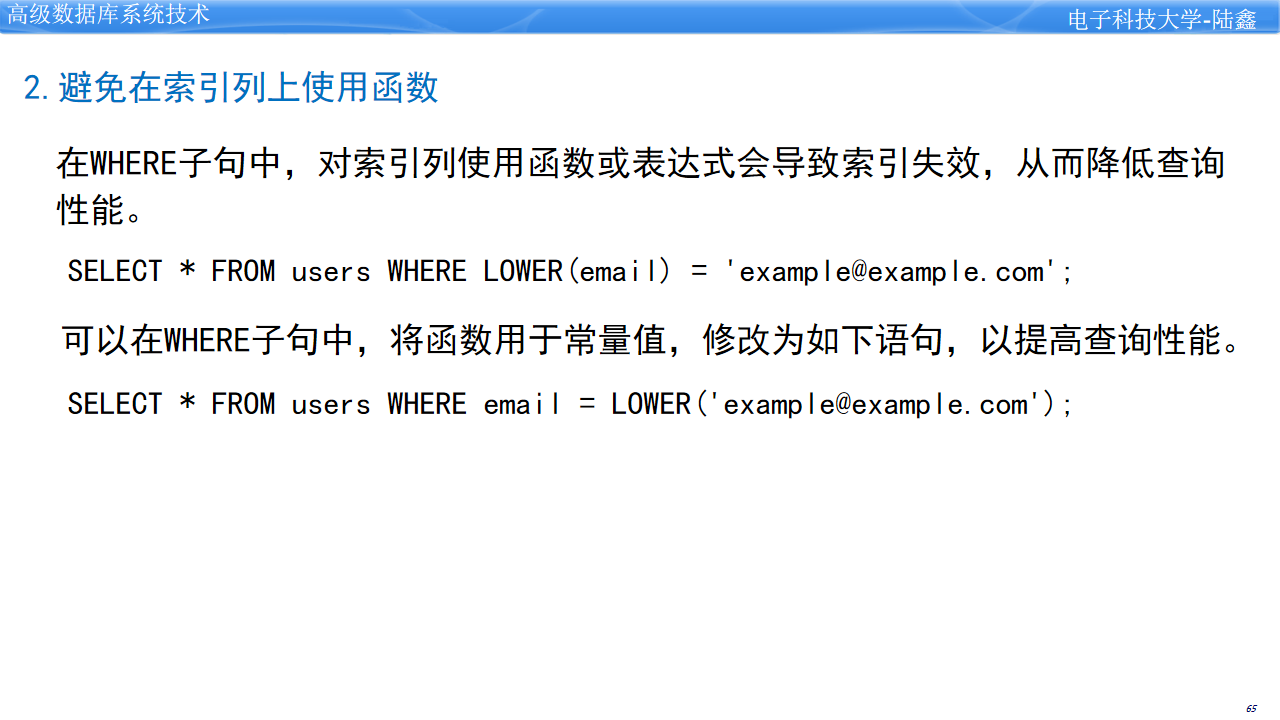 高级数据库系统技术
电子科技大学-陆鑫
2.避免在索引列上使用函数
在WHERE子句中，对索引列使用函数或表达式会导致索引失效，从而降低查询
性能。
SELECT * FROM users WHERE LOWER(email) = 'example@example.com';
可以在WHERE子句中，将函数用于常量值，修改为如下语句，以提高查询性能。
SELECT * FROM users WHERE email = LOWER('example@example.com');
65